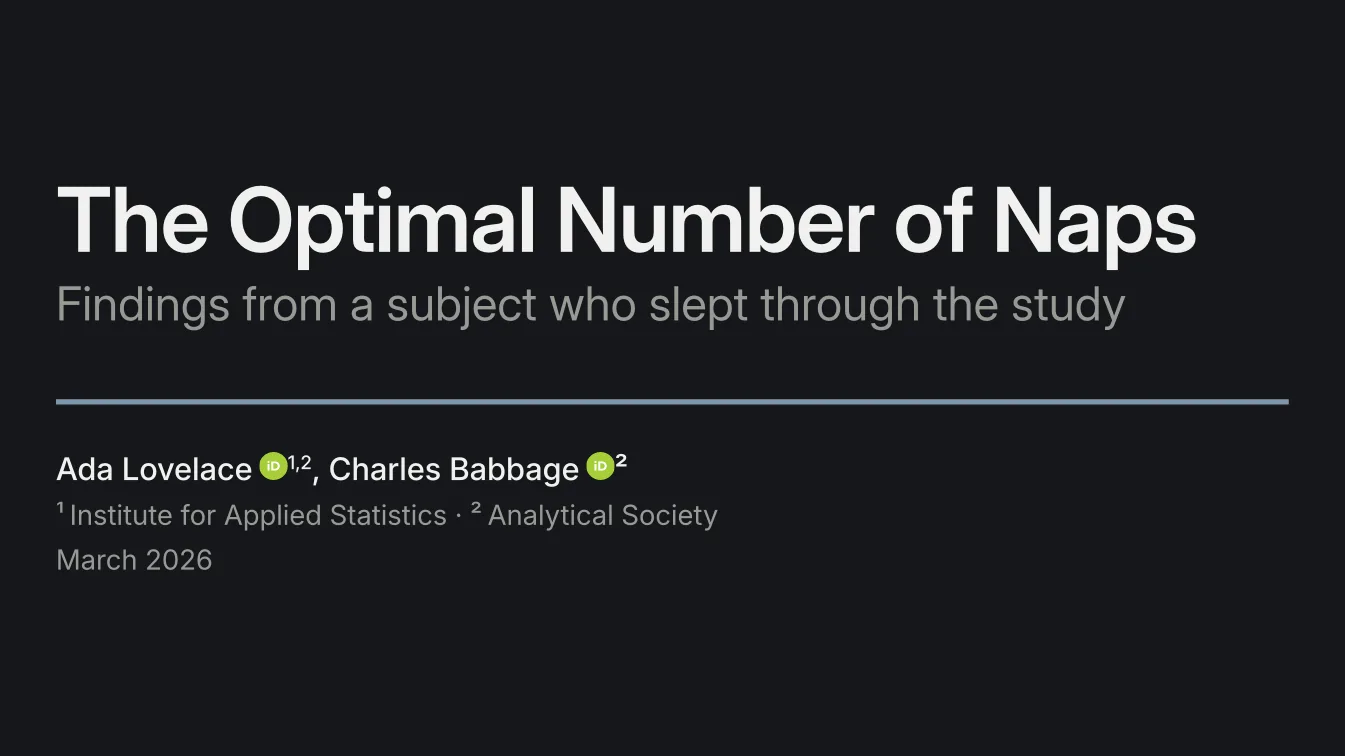 The Optimal Number of Naps
Findings from a subject who slept through the study
Ada Lovelace iD 1,2, Charles Babbage iD ²
¹ Institute for Applied Statistics · ² Analytical Society
March 2026